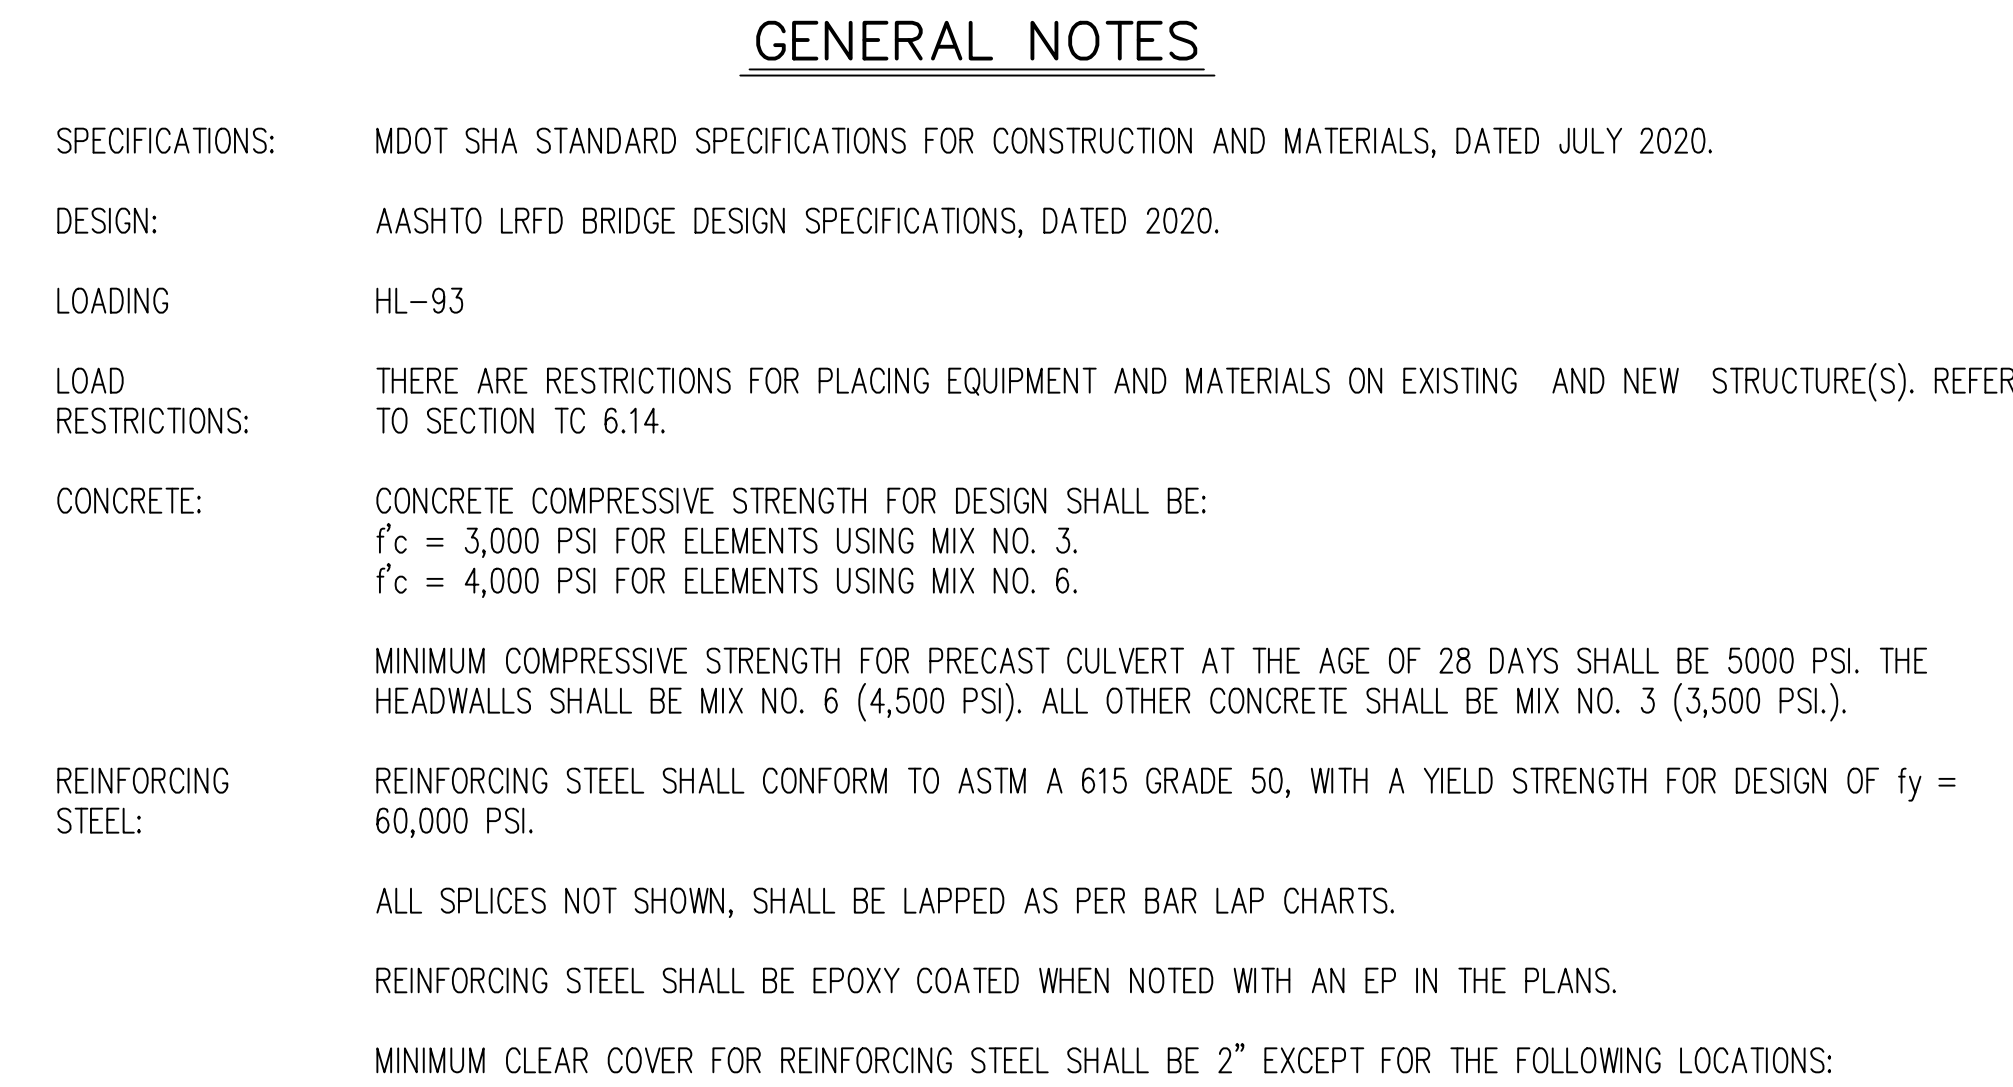 GENERAL NOTES
SPECIFICATIONS: MDOT SHA STANDARD SPECIFICATIONS FOR CONSTRUCTION AND MATERIALS, DATED JULY 2020.
DESIGN: AASHTO LRFD BRIDGE DESIGN SPECIFICATIONS, DATED 2020.
LOADING HL-93
LOAD THERE ARE RESTRICTIONS FOR PLACING EQUIPMENT AND MATERIALS ON EXISTING AND NEW STRUCTURE(S). REFER
RESTRICTIONS: TO SECTION TC 6.14.
CONCRETE: CONCRETE COMPRESSIVE STRENGTH FOR DESIGN SHALL BE:
f'c = 3,000 PSI FOR ELEMENTS USING MIX NO. 3.
f'c = 4,000 PSI FOR ELEMENTS USING MIX NO. 6.
MINIMUM COMPRESSIVE STRENGTH FOR PRECAST CULVERT AT THE AGE OF 28 DAYS SHALL BE 5000 PSI. THE
HEADWALLS SHALL BE MIX NO. 6 (4,500 PSI). ALL OTHER CONCRETE SHALL BE MIX NO. 3 (3,500 PSI.).
REINFORCING REINFORCING STEEL SHALL CONFORM TO ASTM A 615 GRADE 50, WITH A YIELD STRENGTH FOR DESIGN OF fy =
STEEL: 60,000 PSI.
ALL SPLICES NOT SHOWN, SHALL BE LAPPED AS PER BAR LAP CHARTS.
REINFORCING STEEL SHALL BE EPOXY COATED WHEN NOTED WITH AN EP IN THE PLANS.
MINIMUM CLEAR COVER FOR REINFORCING STEEL SHALL BE 2" EXCEPT FOR THE FOLLOWING LOCATIONS: